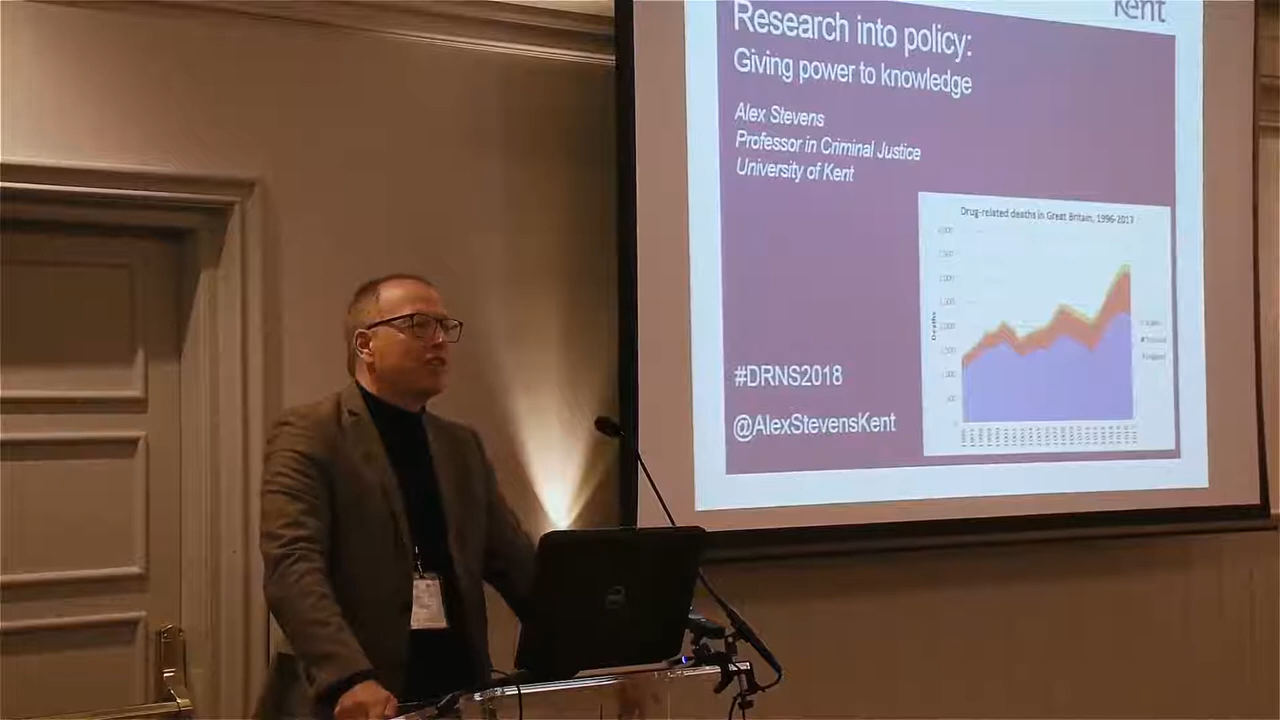 Kent
Research into policy:
Giving power to knowledge
Alex Stevens
Professor in Criminal Justice
University of Kent
Drug-related deaths in Great Britain, 1996-2017
Deaths
#DRNS2018
@AlexStevensKent